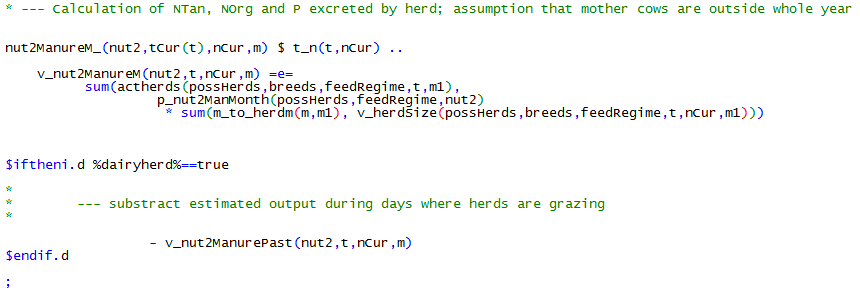 * --- Calculation of NTan, NOrg and P excreted by herd; assumption that mother cows are outside whole year
nut2ManureM_(nut2,tCur(t),nCur,m) $ t_n(t,nCur) ..
v_nut2ManureM(nut2,t,nCur,m) =e=
sum(actherds(possHerds,breeds,feedRegime,t,m1),
p_nut2ManMonth(possHerds,feedRegime,nut2)
* sum(m_to_herdm(m,m1), v_herdSize(possHerds,breeds,feedRegime,t,nCur,m1)))
$iftheni.d %dairyherd%==true
*
* --- substract estimated output during days where herds are grazing
*
- v_nut2ManurePast(nut2,t,nCur,m)
$endif.d
;